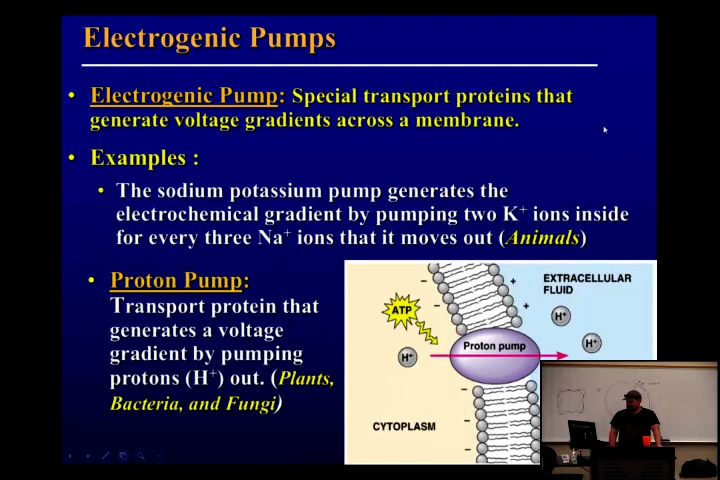 Electrogenic Pumps
• Electrogenic Pump: Special transport proteins that
generate voltage gradients across a membrane.
• Examples :
• The sodium potassium pump generates the
electrochemical gradient by pumping two K⁺ ions inside
for every three Na⁺ ions that it moves out (Animals)
• Proton Pump:
Transport protein that
generates a voltage
gradient by pumping
protons (H⁺) out. (Plants,
Bacteria, and Fungi)
EXTRACELLULAR
FLUID
ATP
H⁺
H⁺
Proton pump
H⁺
CYTOPLASM